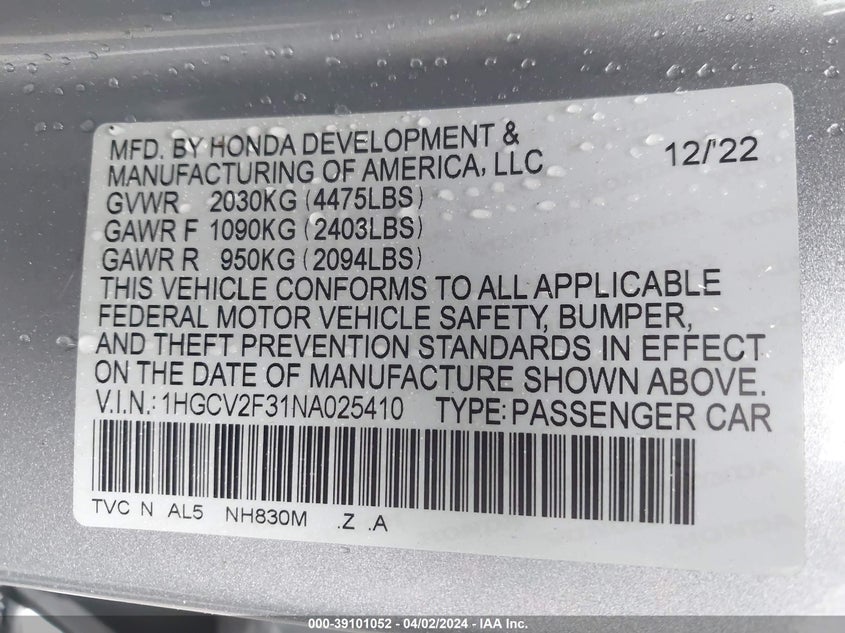 MFD. BY HONDA DEVELOPMENT & MANUFACTURING OF AMERICA, LLC 12/'22
GVWR 2030KG (4475LBS)
GAWR F 1090KG (2403LBS)
GAWR R 950KG (2094LBS)
THIS VEHICLE CONFORMS TO ALL APPLICABLE
FEDERAL MOTOR VEHICLE SAFETY, BUMPER,
AND THEFT PREVENTION STANDARDS IN EFFECT
ON THE DATE OF MANUFACTURE SHOWN ABOVE.
V.I.N.: 1HGCV2F31NA025410 TYPE: PASSENGER CAR
TVC N AL5 NH830M .Z .A
000-39101052 - 04/02/2024 - IAA Inc.